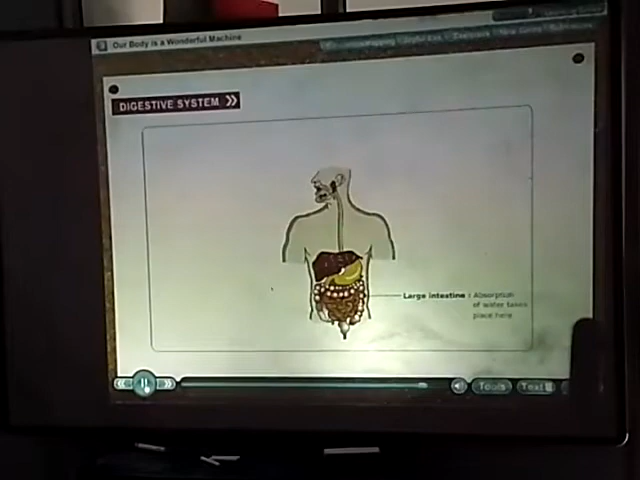 Our Body is a Wonderful Machine
DIGESTIVE SYSTEM
Large intestine : Absorption
of water takes
place here
Tools
Text